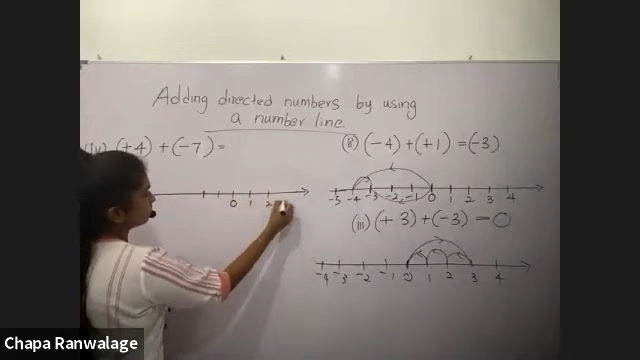 Adding directed numbers by using
a number line.
(iv) (+4) + (-7) =
0 1 2
(ii) (-4) + (+1) = (-3)
-5 -4 -3 -2 -1 0 1 2 3 4
(iii) (+3) + (-3) = 0
-4 -3 -2 -1 0 1 2 3 4
Chapa Ranwalage